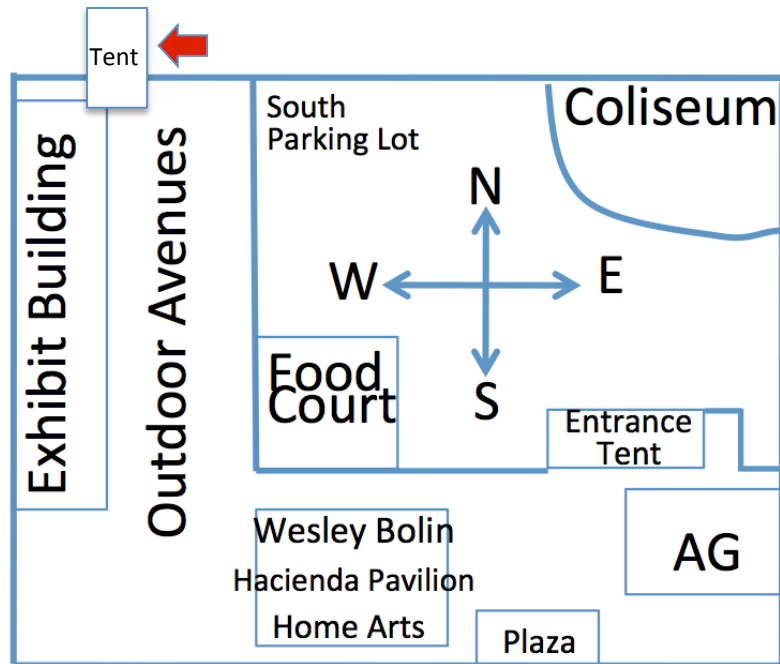 Tent
South
Parking Lot
Coliseum
N
W
E
S
Exhibit Building
Outdoor Avenues
Food
Court
Entrance
Tent
Wesley Bolin
Hacienda Pavilion
Home Arts
AG
Plaza